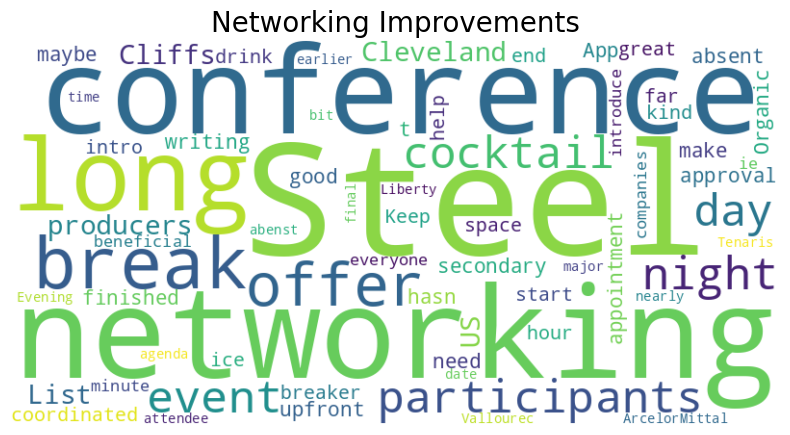 Networking Improvements
maybe Cliffs drink earlier Cleveland end App great absent
conference
time bit help introduce far kind Organic
intro writing t cocktail companies make ie
long Steel good final Liberty approval
producers abenst Keep space day
beneficial everyone secondary appointment Tenaris
break offer major night
Evening finished hasn start nearly
networking
agenda ice US hour
need date
List minute event breaker participants
coordinated attendee upfront Vallourec ArcelorMittal